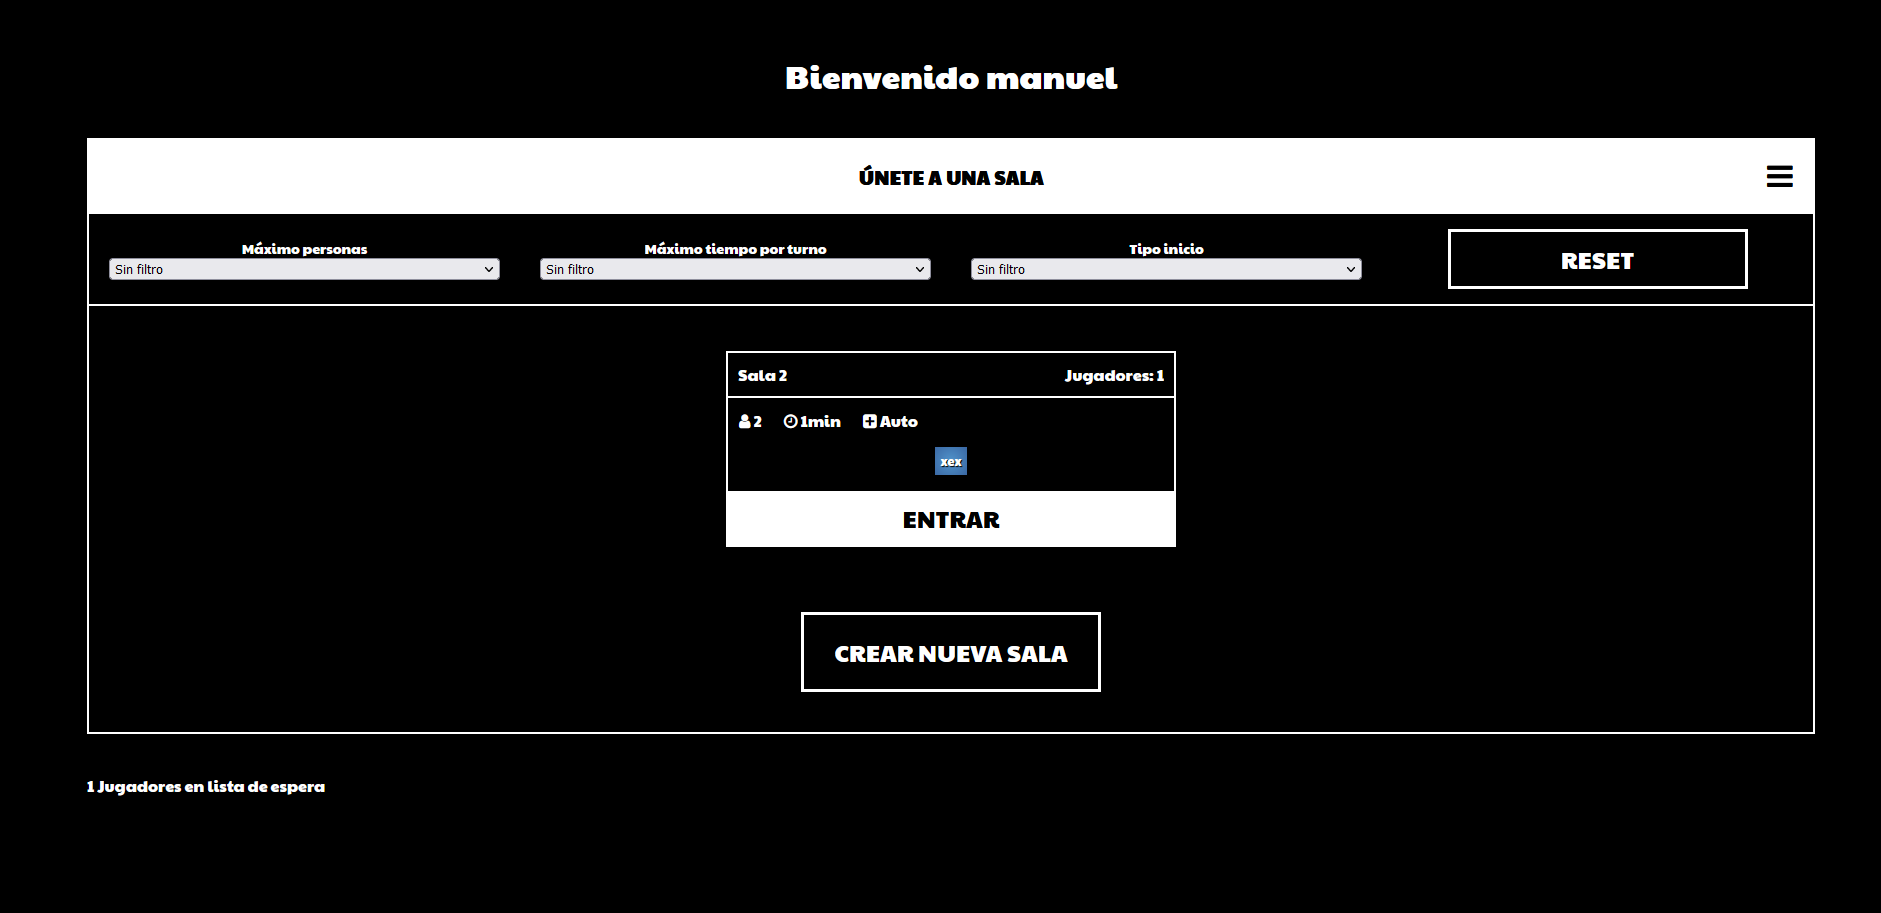 Bienvenido manuel
ÚNETE A UNA SALA
Máximo personas
Sin filtro
Máximo tiempo por turno
Sin filtro
Tipo inicio
Sin filtro
RESET
Sala 2 Jugadores: 1
2 1min Auto
xex
ENTRAR
CREAR NUEVA SALA
1 Jugadores en lista de espera